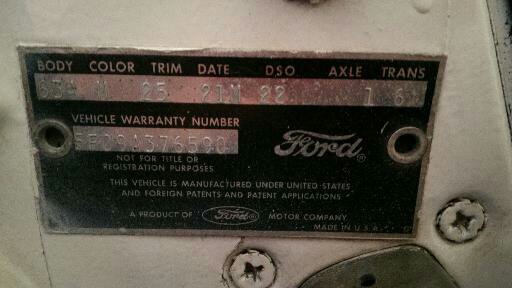 BODY COLOR TRIM DATE DSO AXLE TRANS
63A M 25 21M 22 1 6
VEHICLE WARRANTY NUMBER
5F09A376590
Ford
NOT FOR TITLE OR
REGISTRATION PURPOSES
THIS VEHICLE IS MANUFACTURED UNDER UNITED STATES
AND FOREIGN PATENTS AND PATENT APPLICATIONS
A PRODUCT OF Ford MOTOR COMPANY
MADE IN U.S.A.